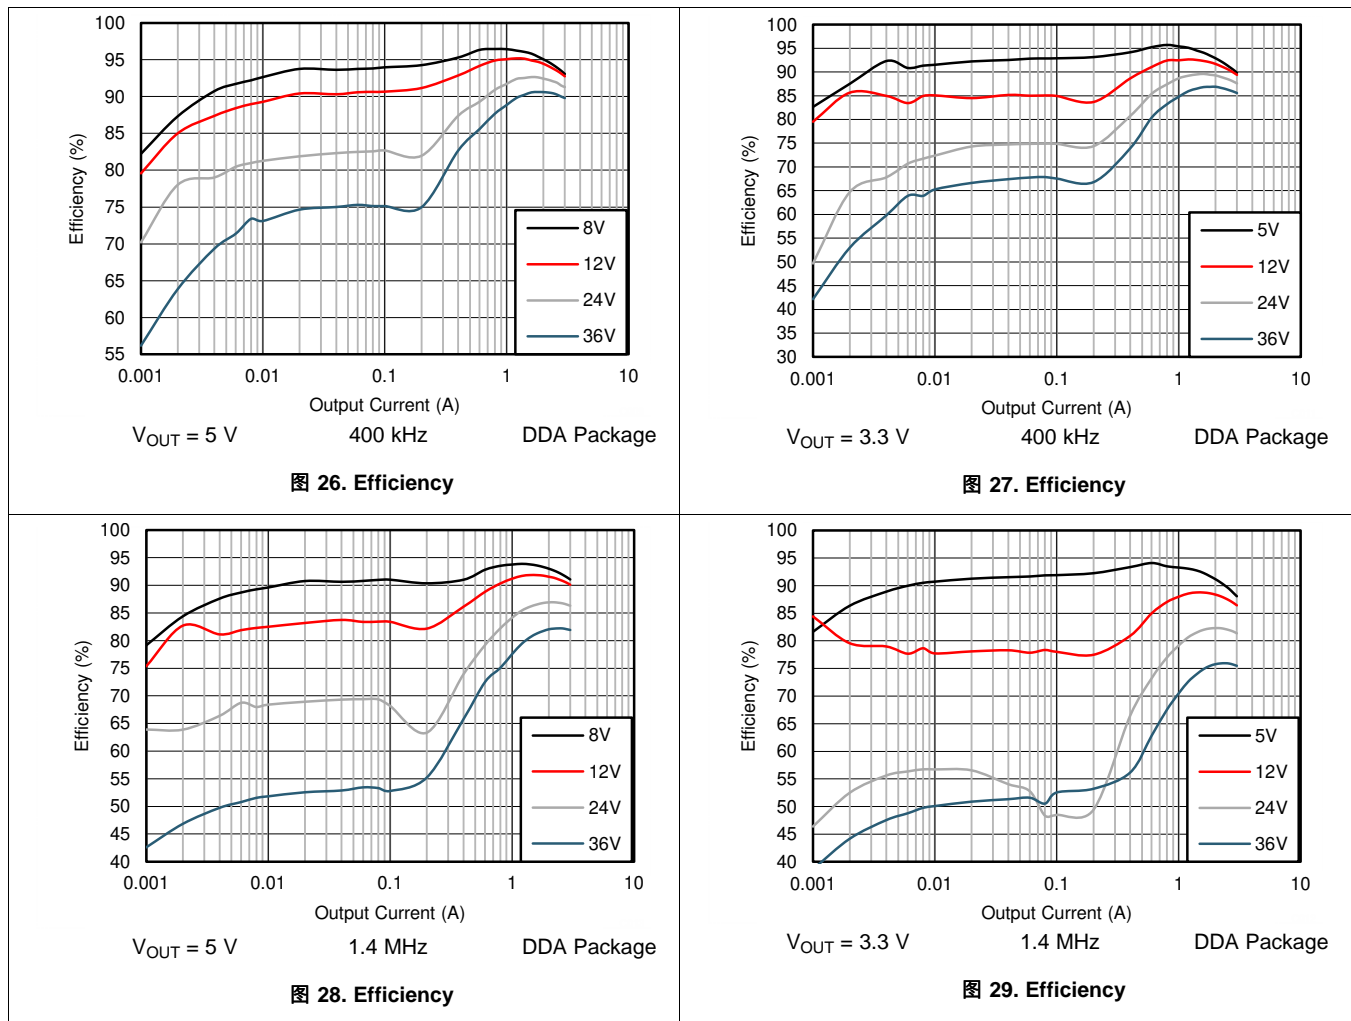 100
95
90
85
80
75
70
65
60
55
Efficiency (%)
8V
12V
24V
36V
0.001
0.01
0.1
1
10
Output Current (A)
VOUT = 5 V
400 kHz
DDA Package
图 26. Efficiency
100
95
90
85
80
75
70
65
60
55
50
45
40
35
30
Efficiency (%)
5V
12V
24V
36V
0.001
0.01
0.1
1
10
Output Current (A)
VOUT = 3.3 V
400 kHz
DDA Package
图 27. Efficiency
100
95
90
85
80
75
70
65
60
55
50
45
40
Efficiency (%)
8V
12V
24V
36V
0.001
0.01
0.1
1
10
Output Current (A)
VOUT = 5 V
1.4 MHz
DDA Package
图 28. Efficiency
100
95
90
85
80
75
70
65
60
55
50
45
40
Efficiency (%)
5V
12V
24V
36V
0.001
0.01
0.1
1
10
Output Current (A)
VOUT = 3.3 V
1.4 MHz
DDA Package
图 29. Efficiency